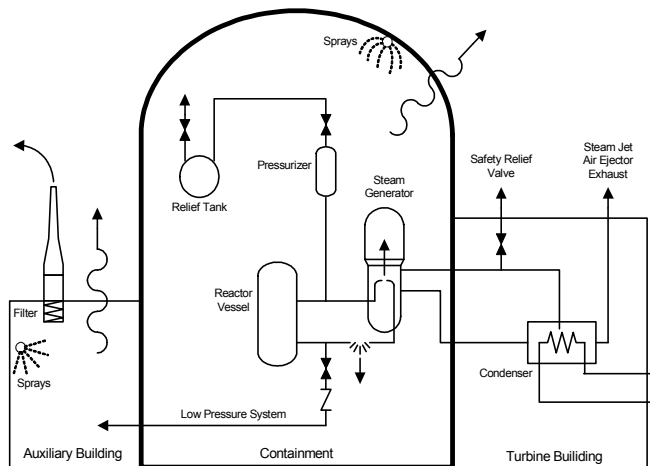 Sprays
Pressurizer
Relief Tank
Steam
Generator
Safety Relief
Valve
Steam Jet
Air Ejector
Exhaust
Reactor
Vessel
Filter
Sprays
Condenser
Low Pressure System
Auxiliary Building
Containment
Turbine Builiding